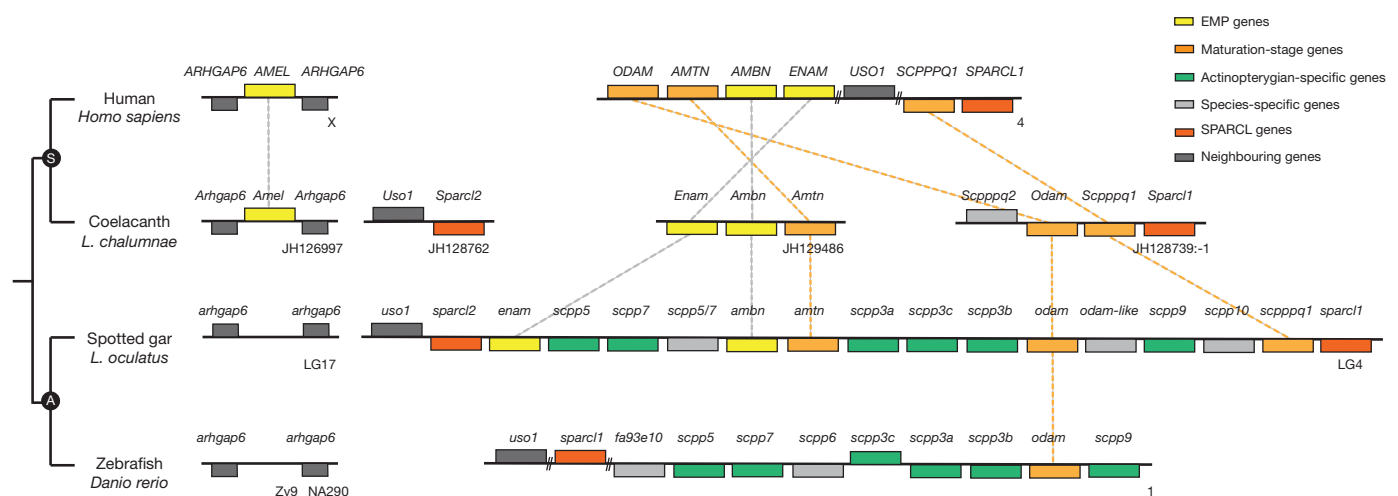 EMP genes
Maturation-stage genes
Actinopterygian-specific genes
Species-specific genes
SPARCL genes
Neighbouring genes
ARHGAP6 AMEL ARHGAP6
ODAM AMTN AMBN ENAM USO1 SCPPPQ1 SPARCL1
Human
Homo sapiens
X
4
S
Arhgap6 Amel Arhgap6 Uso1 Sparcl2 Enam Ambn Amtn Scpppq2 Odam Scpppq1 Sparcl1
Coelacanth
L. chalumnae
JH126997 JH128762 JH129486 JH128739:-1
arhgap6 arhgap6 uso1 sparcl2 enam scpp5 scpp7 scpp5/7 ambn amtn scpp3a scpp3c scpp3b odam odam-like scpp9 scpp10 scpppq1 sparcl1
Spotted gar
L. oculatus
LG17 LG4
A
arhgap6 arhgap6 uso1 sparcl1 fa93e10 scpp5 scpp7 scpp6 scpp3c scpp3a scpp3b odam scpp9
Zebrafish
Danio rerio
Zv9 NA290 1